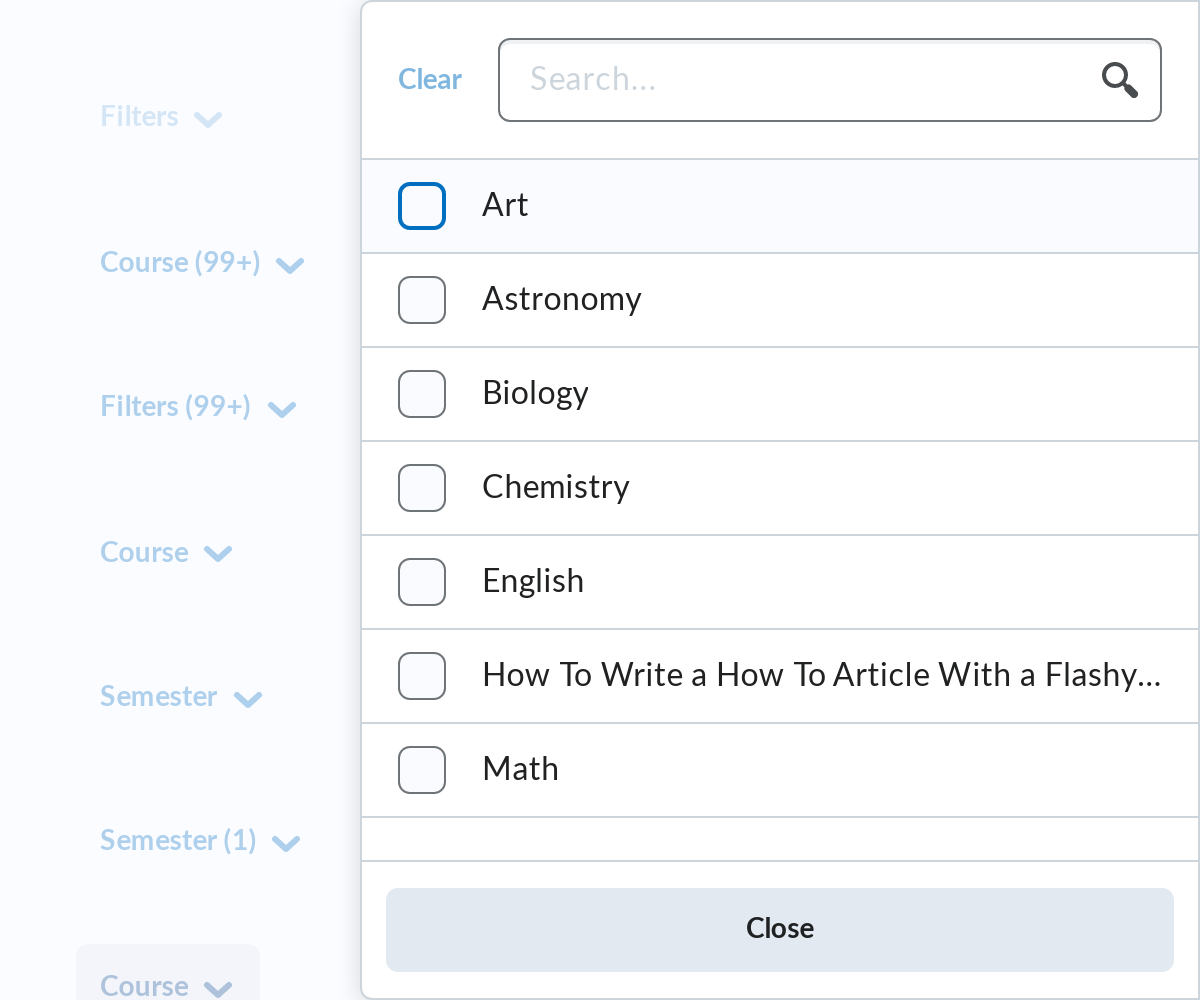 Filters
Course (99+)
Filters (99+)
Course
Semester
Semester (1)
Course
Clear
Search...
Art
Astronomy
Biology
Chemistry
English
How To Write a How To Article With a Flashy...
Math
Close